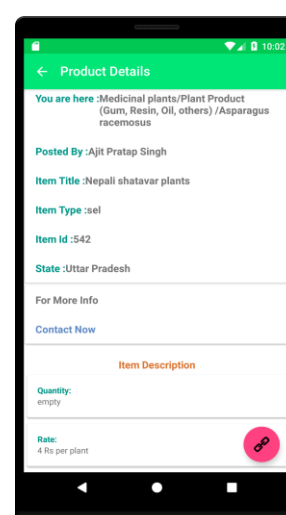 10:02
Product Details
You are here :Medicinal plants/Plant Product
(Gum, Resin, Oil, others) /Asparagus
racemosus
Posted By :Ajit Pratap Singh
Item Title :Nepali shatavar plants
Item Type :sel
Item Id :542
State :Uttar Pradesh
For More Info
Contact Now
Item Description
Quantity:
empty
Rate:
4 Rs per plant